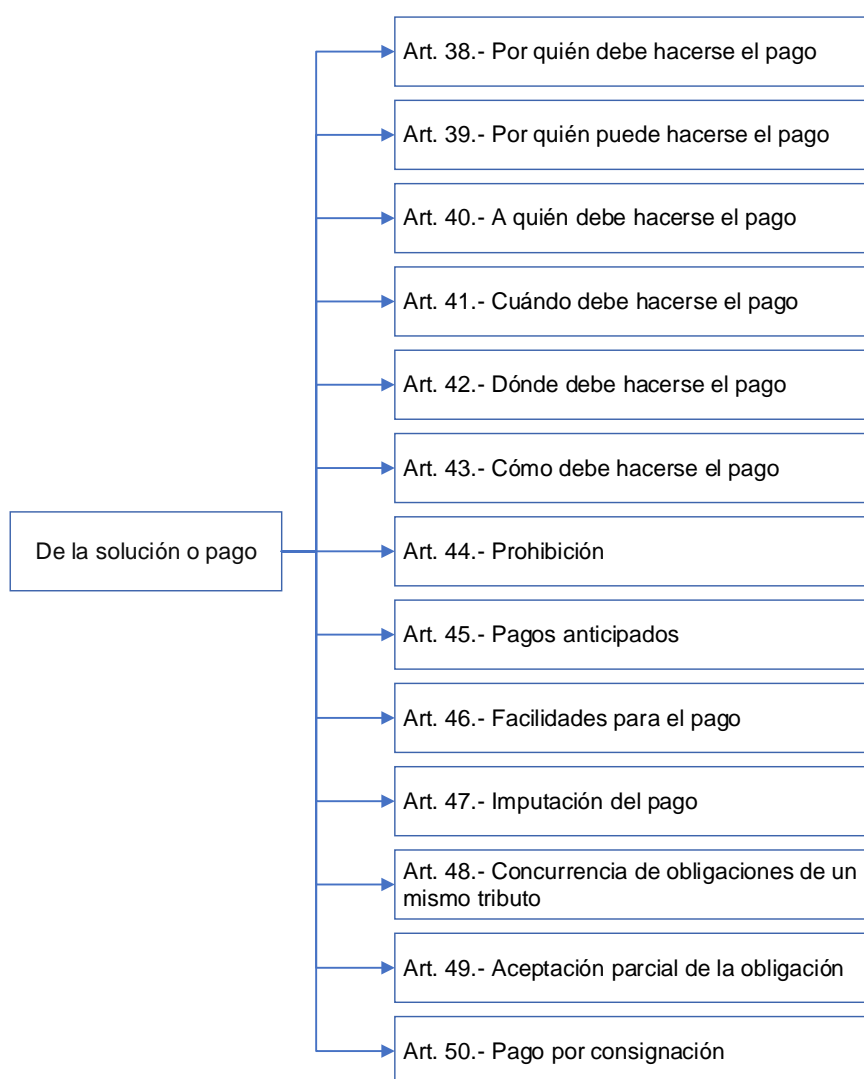 Art. 38.- Por quién debe hacerse el pago
Art. 39.- Por quién puede hacerse el pago
Art. 40.- A quién debe hacerse el pago
Art. 41.- Cuándo debe hacerse el pago
Art. 42.- Dónde debe hacerse el pago
Art. 43.- Cómo debe hacerse el pago
De la solución o pago
Art. 44.- Prohibición
Art. 45.- Pagos anticipados
Art. 46.- Facilidades para el pago
Art. 47.- Imputación del pago
Art. 48.- Concurrencia de obligaciones de un
mismo tributo
Art. 49.- Aceptación parcial de la obligación
Art. 50.- Pago por consignación